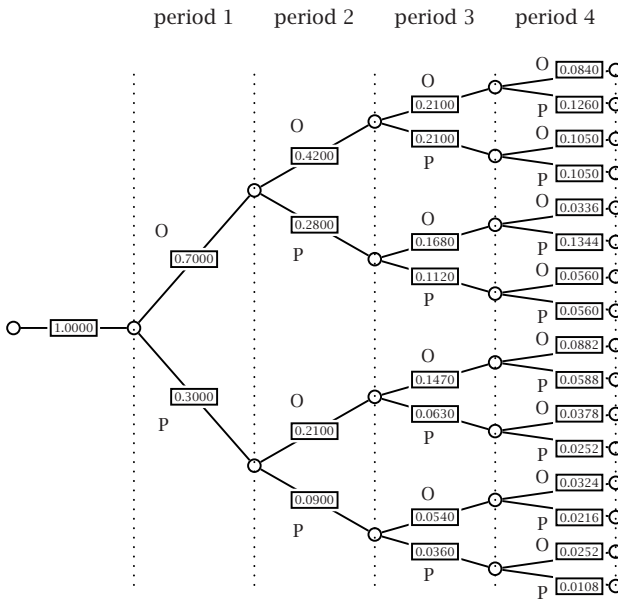 period 1 period 2 period 3 period 4
O
0.0840
O
0.2100
P
0.1260
O
0.4200
O
0.1050
0.2100
P
P
0.1050
O
0.7000
O
0.0336
O
0.1680
P
0.1344
0.2800
P
O
0.0560
0.1120
P
P
0.0560
1.0000
O
0.0882
O
0.1470
P
0.0588
0.3000
P
O
0.2100
O
0.0378
0.0630
P
P
0.0252
O
0.0324
O
0.0540
P
0.0216
0.0900
P
O
0.0252
0.0360
P
P
0.0108